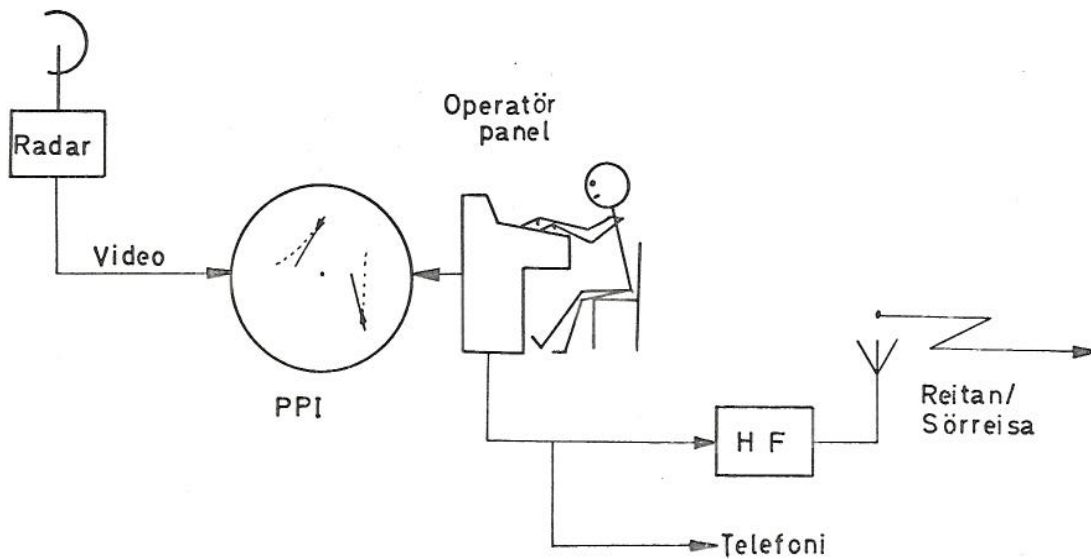 Operatör
panel
Radar
Video
PPI
Reitan/
Sörreisa
H F
Telefoni